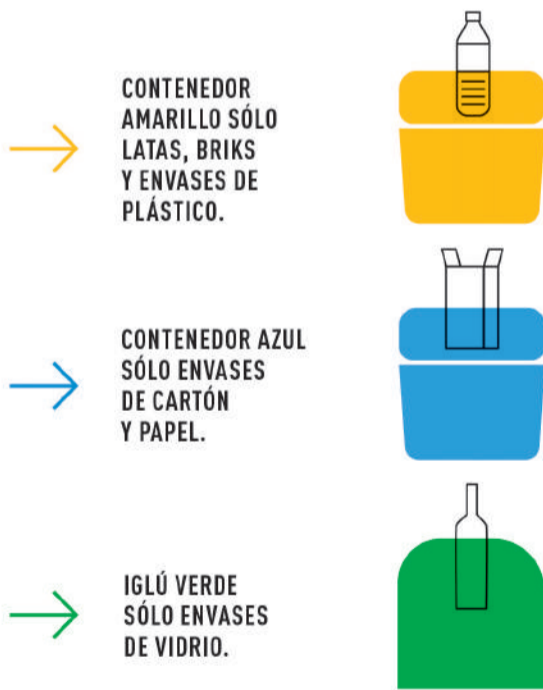 CONTENEDOR
AMARILLO SÓLO
LATAS, BRIKS
Y ENVASES DE
PLÁSTICO.
CONTENEDOR AZUL
SÓLO ENVASES
DE CARTÓN
Y PAPEL.
IGLÚ VERDE
SÓLO ENVASES
DE VIDRIO.